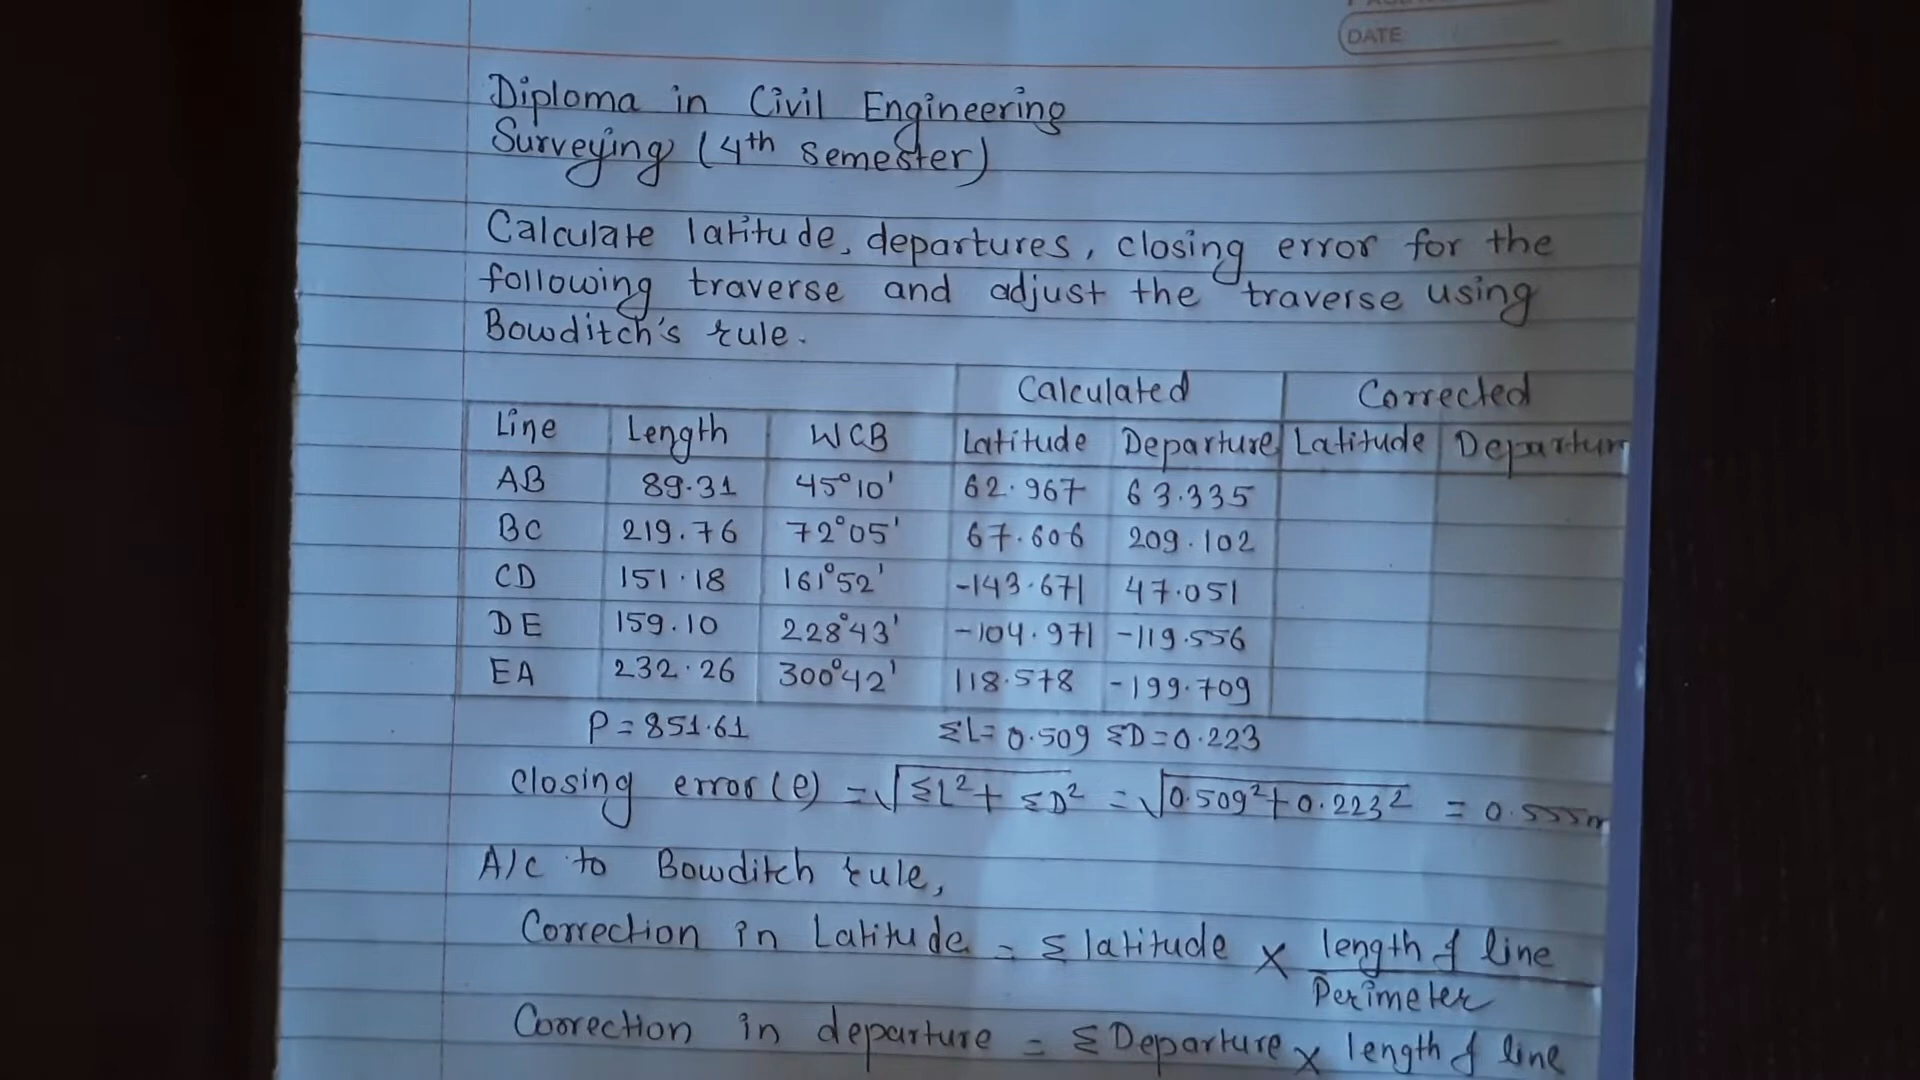 DATE:
Diploma in Civil Engineering
Surveying (4th semester)
Calculate latitude, departures, closing error for the
following traverse and adjust the traverse using
Bowditch's rule.
Calculated Corrected
Line Length WCB Latitude Departure Latitude Departur
AB 89.31 45°10' 62.967 63.335
BC 219.76 72°05' 67.606 209.102
CD 151.18 161°52' -143.671 47.051
DE 159.10 228°43' -104.971 -119.556
EA 232.26 300°42' 118.578 -199.709
P = 851.61 ΣL= 0.509 ΣD=0.223
closing error (e) = √ΣL²+ ΣD² = √0.509²+0.223² = 0.555m
A/c to Bowditch rule,
Correction in Latitude = Σ latitude × length of line
Perimeter
Correction in departure = Σ Departure × length of line